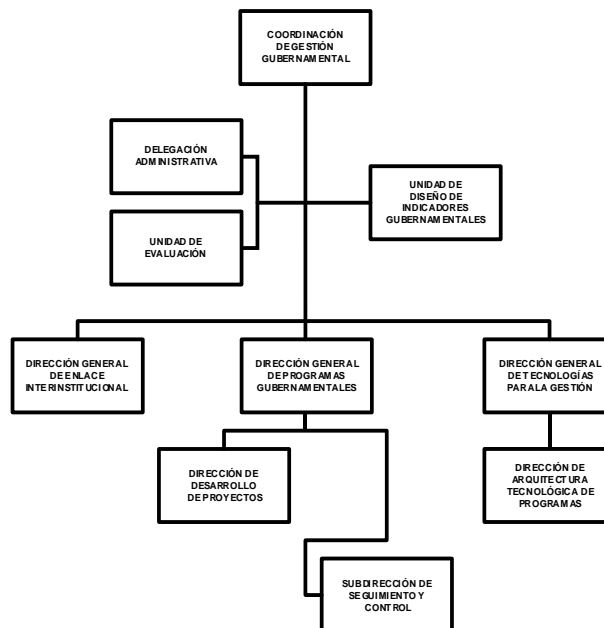 COORDINACIÓN
DE GESTIÓN
GUBERNAMENTAL
DELEGACIÓN
ADMINISTRATIVA
UNIDAD DE
DISEÑO DE
INDICADORES
GUBERNAMENTALES
UNIDAD DE
EVALUACIÓN
DIRECCIÓN GENERAL
DE ENLACE
INTERINSTITUCIONAL
DIRECCIÓN GENERAL
DE PROGRAMAS
GUBERNAMENTALES
DIRECCIÓN GENERAL
DE TECNOLOGÍAS
PARA LA GESTIÓN
DIRECCIÓN DE
DESARROLLO
DE PROYECTOS
DIRECCIÓN DE
ARQUITECTURA
TECNOLÓGICA DE
PROGRAMAS
SUBDIRECCIÓN DE
SEGUIMIENTO Y
CONTROL